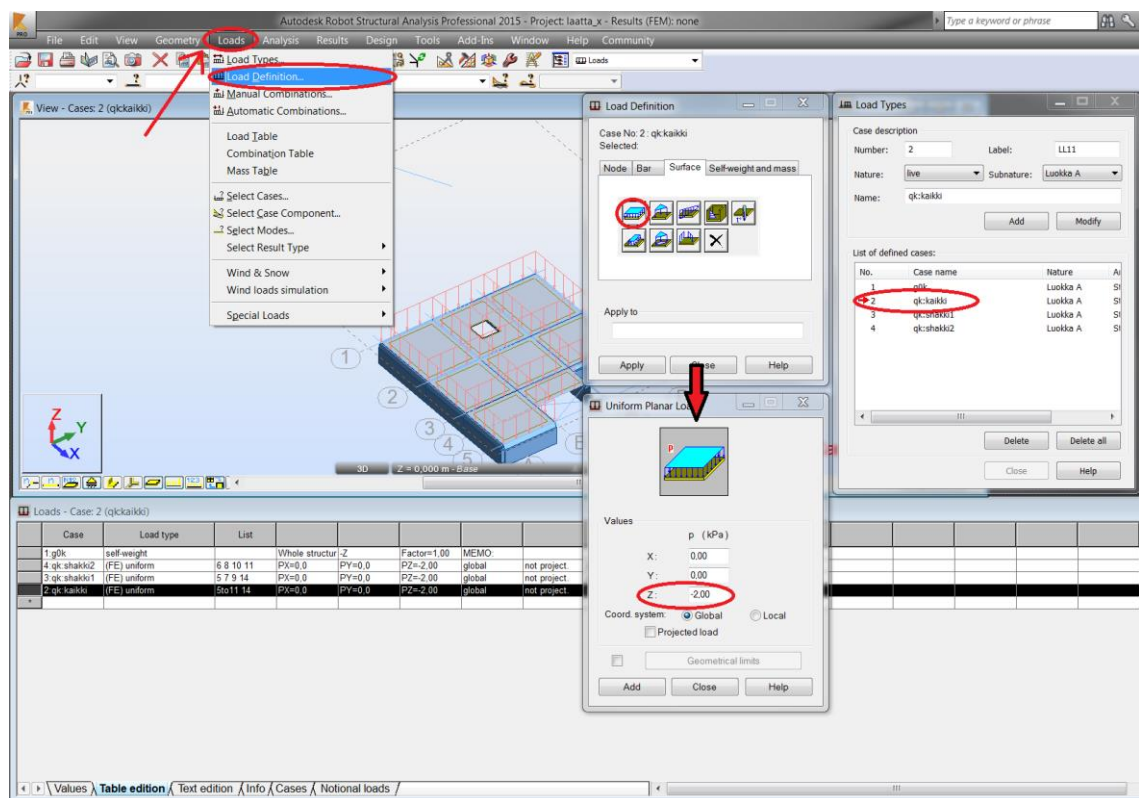 Autodesk Robot Structural Analysis Professional 2015 - Project: laatta_x - Results (FEM): none
Type a keyword or phrase
PRO
File Edit View Geometry Loads Analysis Results Design Tools Add-Ins Window Help Community
Loads
Load Types...
Load Definition...
Manual Combinations...
Automatic Combinations...
Load Table
Combination Table
Mass Table
Select Cases...
Select Case Component...
Select Modes...
Select Result Type
Wind & Snow
Wind loads simulation
Special Loads
View - Cases: 2 (qk:kaikki)
1
2
3
4
5
E
Z
Y
X
3D Z = 0,000 m - Base
Load Definition
Case No: 2 : qk:kaikki
Selected:
Node Bar Surface Self-weight and mass
Apply to
Apply Close Help
Uniform Planar Load
P
Values
p (kPa)
X: 0,00
Y: 0,00
Z: -2,00
Coord. system: Global Local
Projected load
Geometrical limits
Add Close Help
Load Types
Case description
Number: 2 Label: LL11
Nature: live Subnature: Luokka A
Name: qk:kaikki
Add Modify
List of defined cases:
No. Case name Nature
1 g0k Luokka A
2 qk:kaikki Luokka A
3 qk:shakki1 Luokka A
4 qk:shakki2 Luokka A
Delete Delete all
Close Help
Loads - Case: 2 (qk:kaikki)
Case Load type List
1:g0k self-weight Whole structur -Z Factor=1,00 MEMO:
4:qk:shakki2 (FE) uniform 6 8 10 11 PX=0,0 PY=0,0 PZ=-2,00 global not project.
3:qk:shakki1 (FE) uniform 5 7 9 14 PX=0,0 PY=0,0 PZ=-2,00 global not project.
2:qk:kaikki (FE) uniform 5to11 14 PX=0,0 PY=0,0 PZ=-2,00 global not project.
*
Values Table edition Text edition Info Cases Notional loads